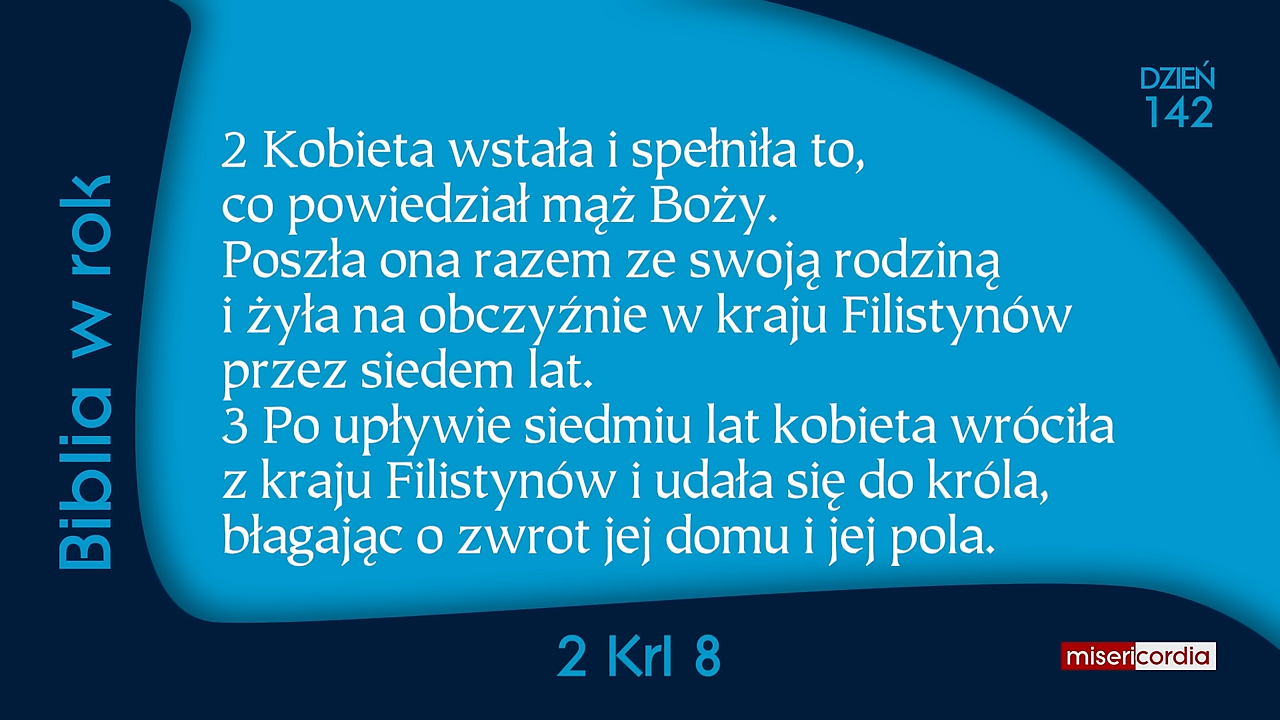 DZIEŃ
142
Biblia w rok
2 Kobieta wstała i spełniła to,
co powiedział mąż Boży.
Poszła ona razem ze swoją rodziną
i żyła na obczyźnie w kraju Filistynów
przez siedem lat.
3 Po upływie siedmiu lat kobieta wróciła
z kraju Filistynów i udała się do króla,
błagając o zwrot jej domu i jej pola.
2 Krl 8
misericordia